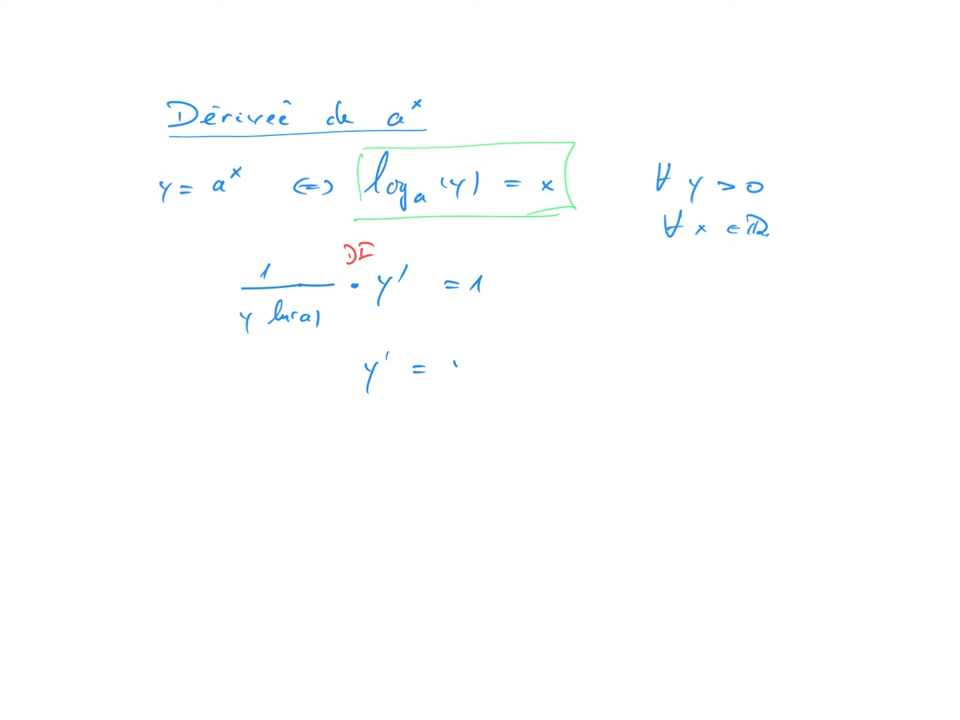 Dérivée de a^x
y = a^x ⟺ log_a(y) = x ∀ y > 0
∀ x ∈ ℝ
DI
1 / (y ln(a)) · y' = 1
y' =